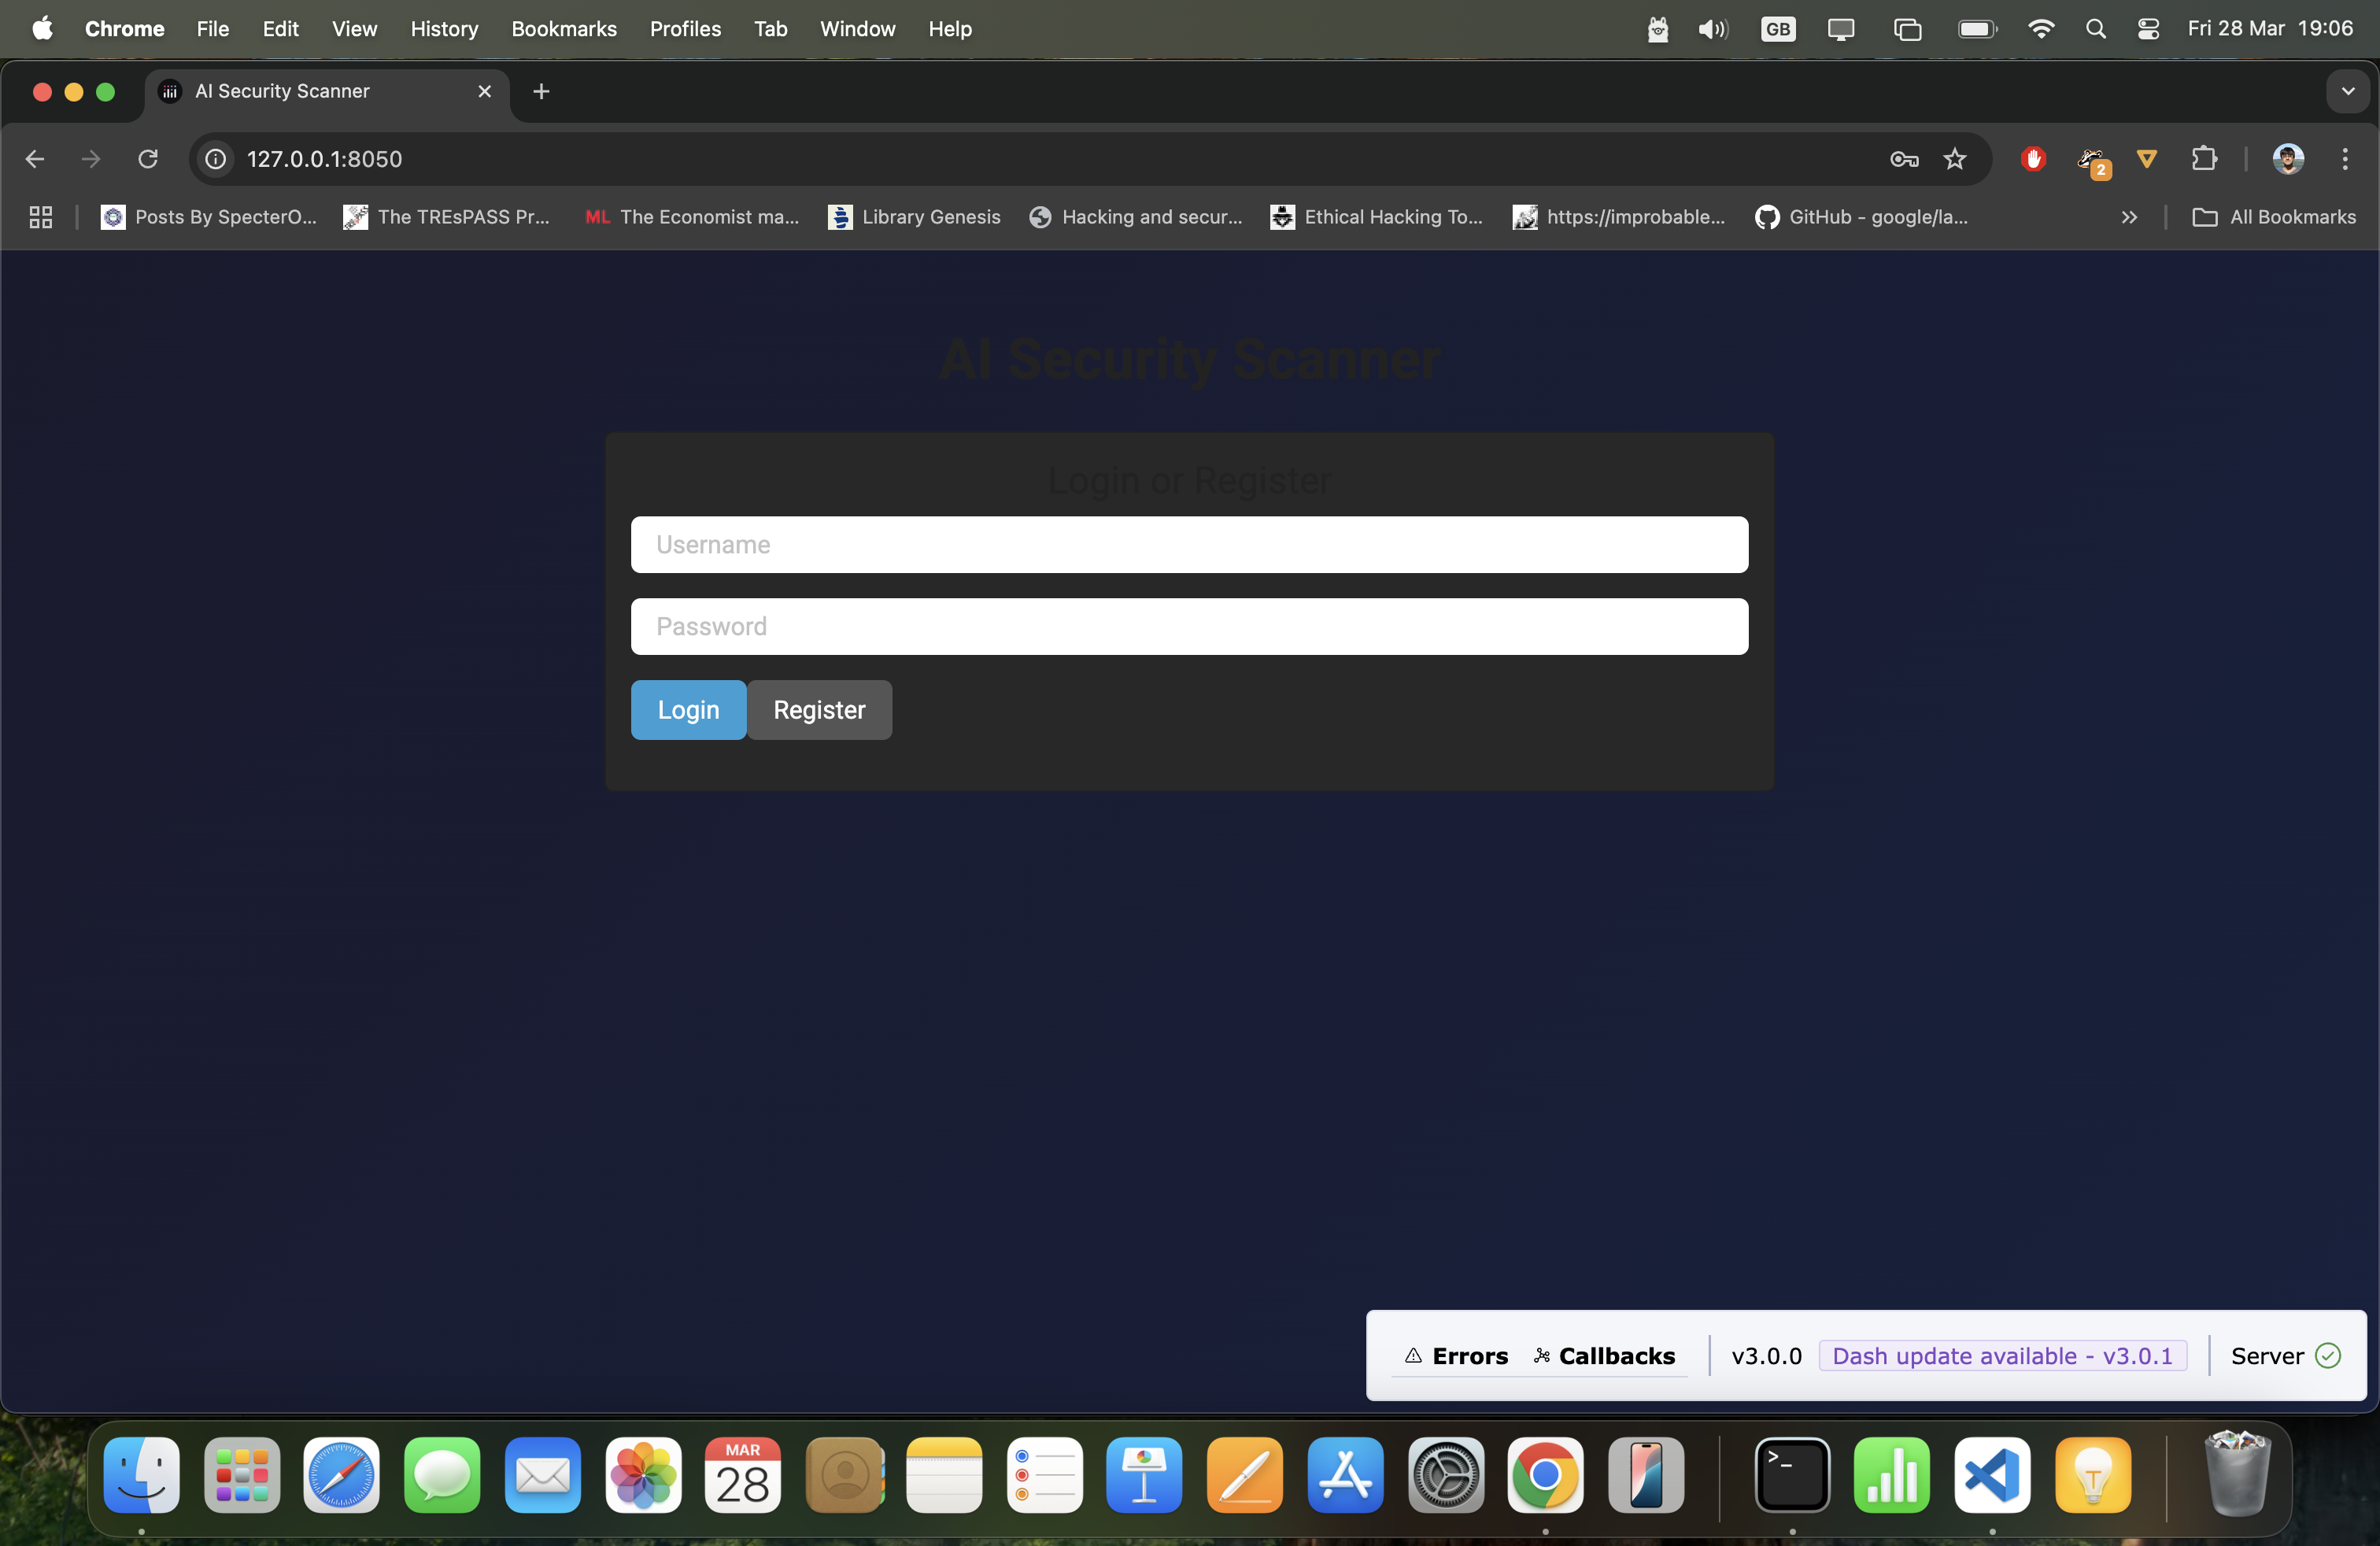 Chrome File Edit View History Bookmarks Profiles Tab Window Help GB Fri 28 Mar 19:06
AI Security Scanner
127.0.0.1:8050 2
Posts By SpecterO... The TREsPASS Pr... ML The Economist ma... Library Genesis Hacking and secur... Ethical Hacking To... https://improbable... GitHub - google/la... All Bookmarks
AI Security Scanner
Login or Register
Username
Password
Login Register
Errors Callbacks v3.0.0 Dash update available - v3.0.1 Server
MAR
28